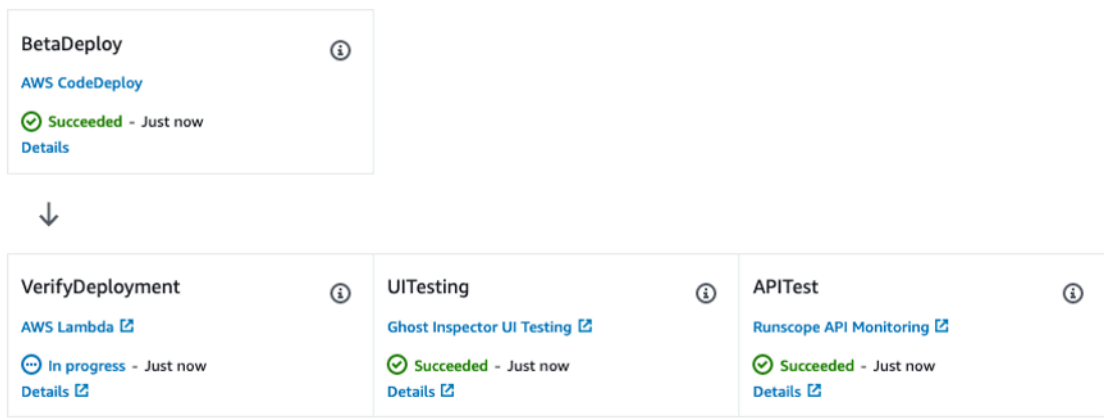 BetaDeploy
AWS CodeDeploy
Succeeded - Just now
Details
VerifyDeployment
AWS Lambda
In progress - Just now
Details
UITesting
Ghost Inspector UI Testing
Succeeded - Just now
Details
APITest
Runscope API Monitoring
Succeeded - Just now
Details